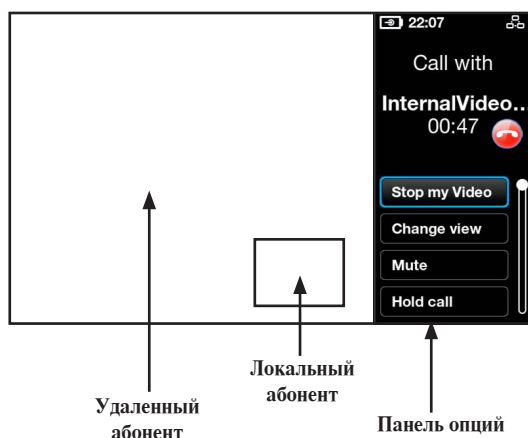 22:07
Call with
InternalVideo...
00:47
Stop my Video
Change view
Mute
Hold call
Локальный
абонент
Удаленный
абонент
Панель опций